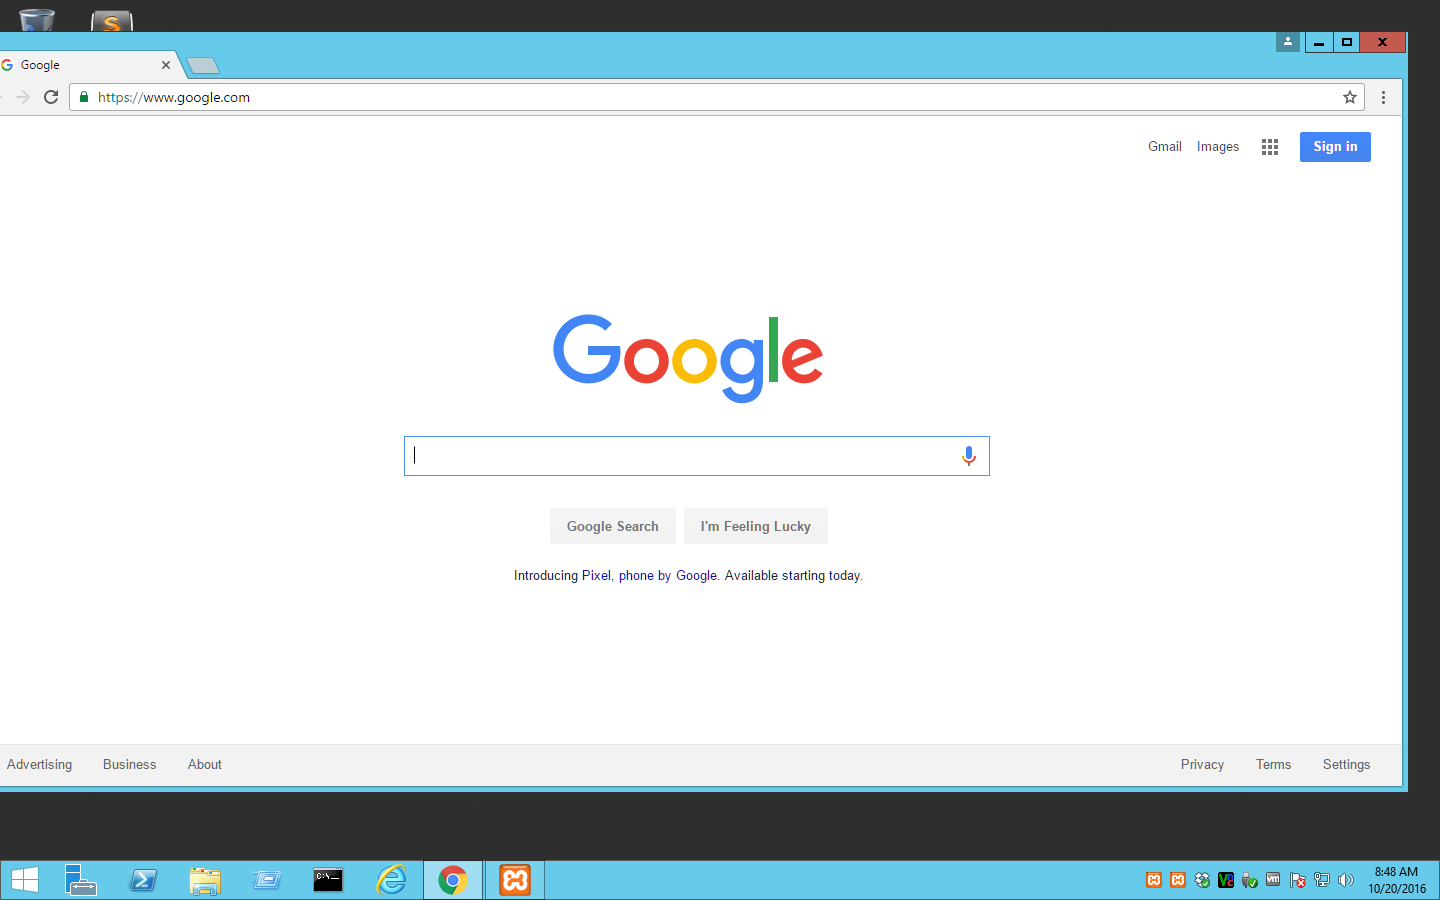 Google
https://www.google.com
Gmail Images Sign in
Google
Google Search I'm Feeling Lucky
Introducing Pixel, phone by Google. Available starting today.
Advertising Business About Privacy Terms Settings
C:\_
8:48 AM
10/20/2016